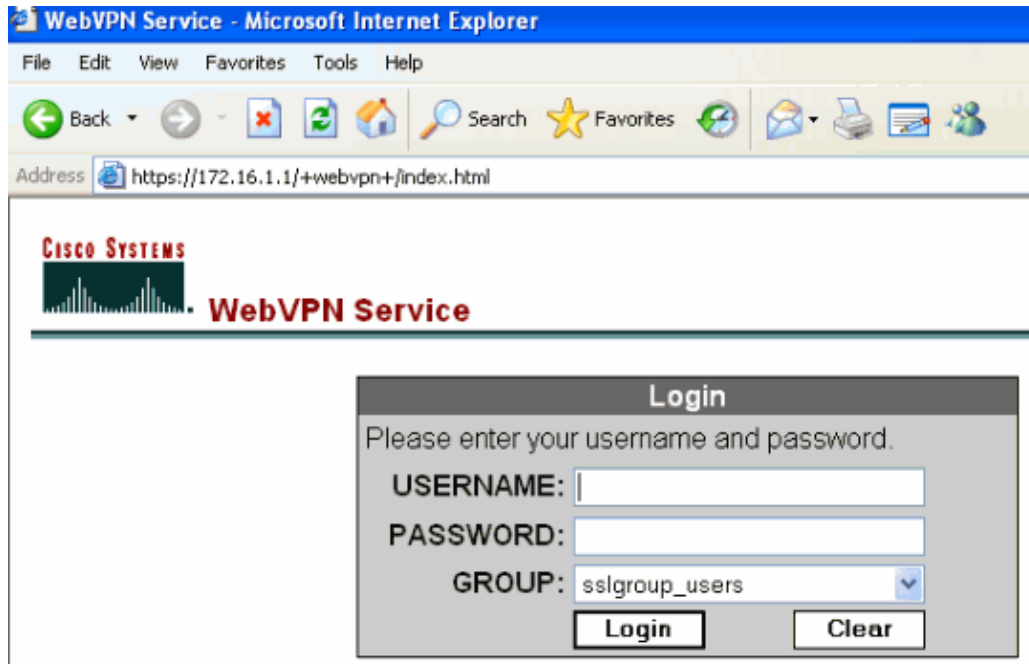 WebVPN Service - Microsoft Internet Explorer
File Edit View Favorites Tools Help
Back Search Favorites
Address https://172.16.1.1/+webvpn+/index.html
CISCO SYSTEMS
WebVPN Service
Login
Please enter your username and password.
USERNAME:
PASSWORD:
GROUP: sslgroup_users
Login Clear